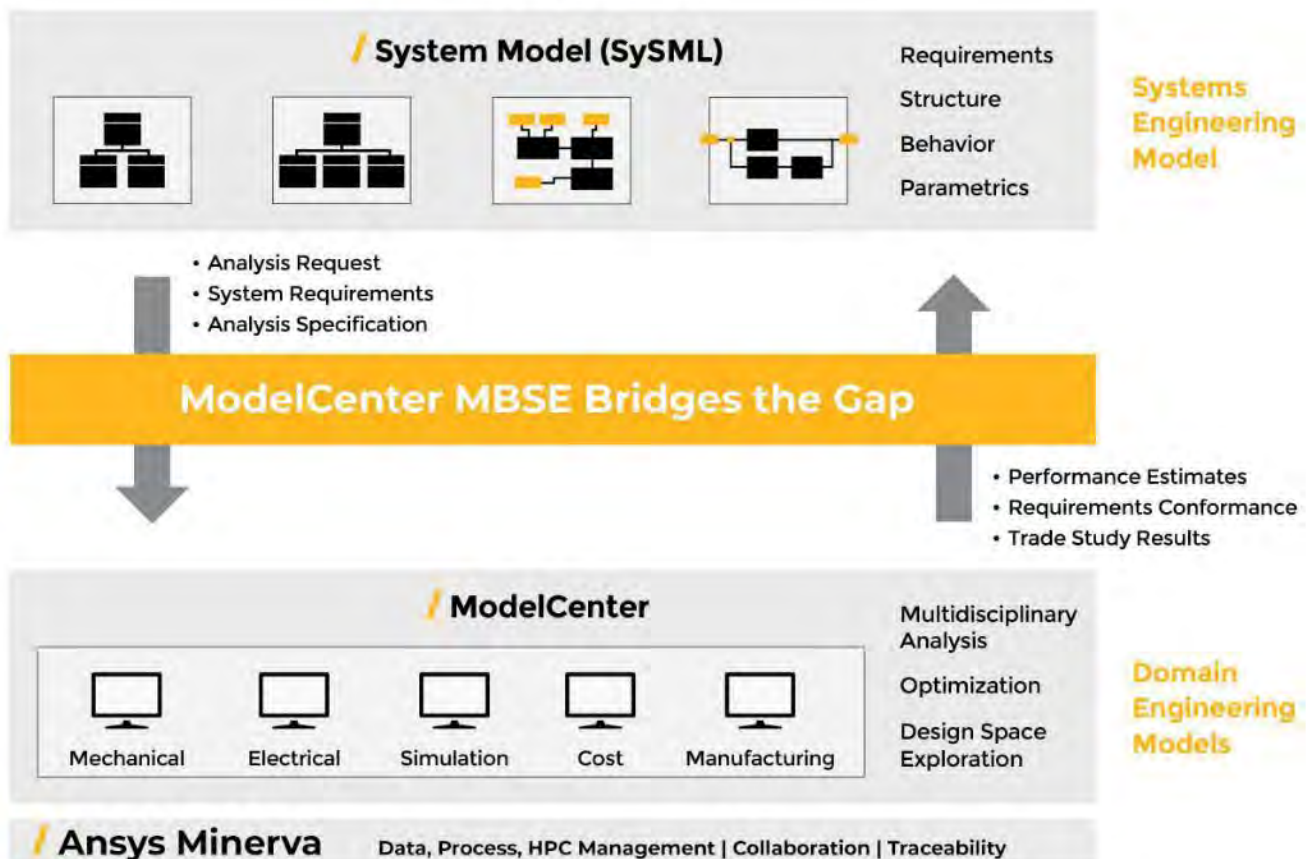 / System Model (SySML)
Requirements
Structure
Behavior
Parametrics
Systems
Engineering
Model
• Analysis Request
• System Requirements
• Analysis Specification
ModelCenter MBSE Bridges the Gap
• Performance Estimates
• Requirements Conformance
• Trade Study Results
/ ModelCenter
Mechanical
Electrical
Simulation
Cost
Manufacturing
Multidisciplinary
Analysis
Optimization
Design Space
Exploration
Domain
Engineering
Models
/ Ansys Minerva
Data, Process, HPC Management | Collaboration | Traceability